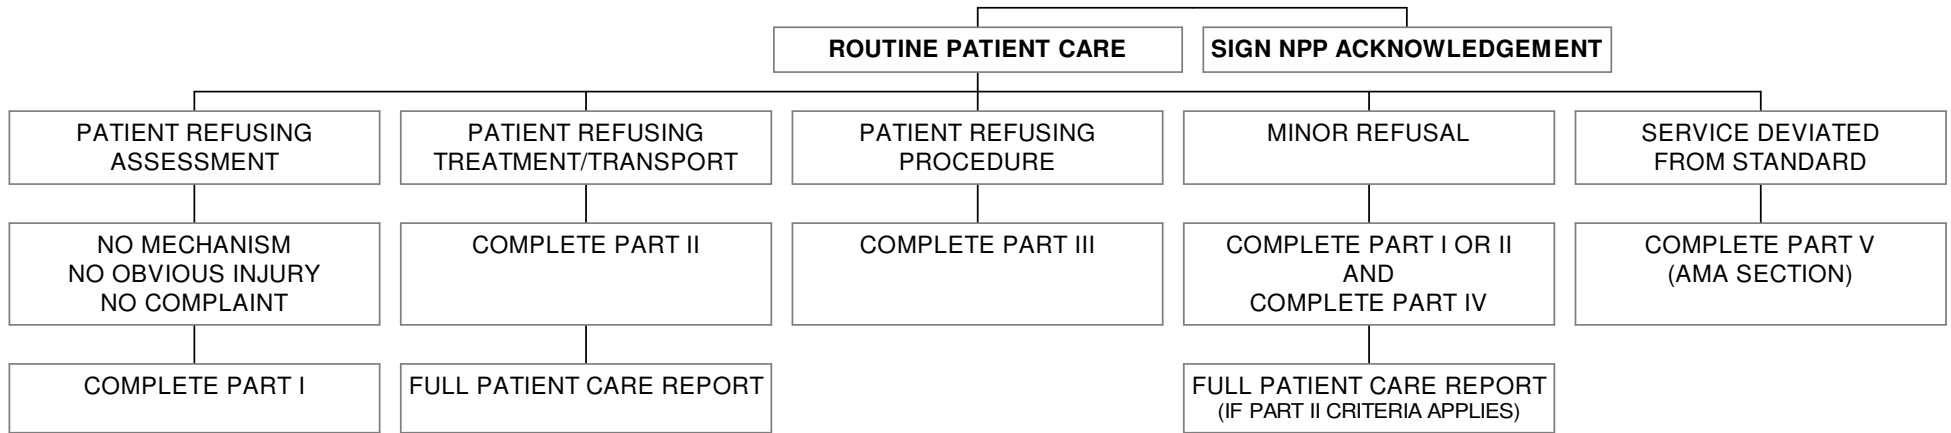 ROUTINE PATIENT CARE
SIGN NPP ACKNOWLEDGEMENT
PATIENT REFUSING
ASSESSMENT
PATIENT REFUSING
TREATMENT/TRANSPORT
PATIENT REFUSING
PROCEDURE
MINOR REFUSAL
SERVICE DEVIATED
FROM STANDARD
NO MECHANISM
NO OBVIOUS INJURY
NO COMPLAINT
COMPLETE PART II
COMPLETE PART III
COMPLETE PART I OR II
AND
COMPLETE PART IV
COMPLETE PART V
(AMA SECTION)
COMPLETE PART I
FULL PATIENT CARE REPORT
FULL PATIENT CARE REPORT
(IF PART II CRITERIA APPLIES)